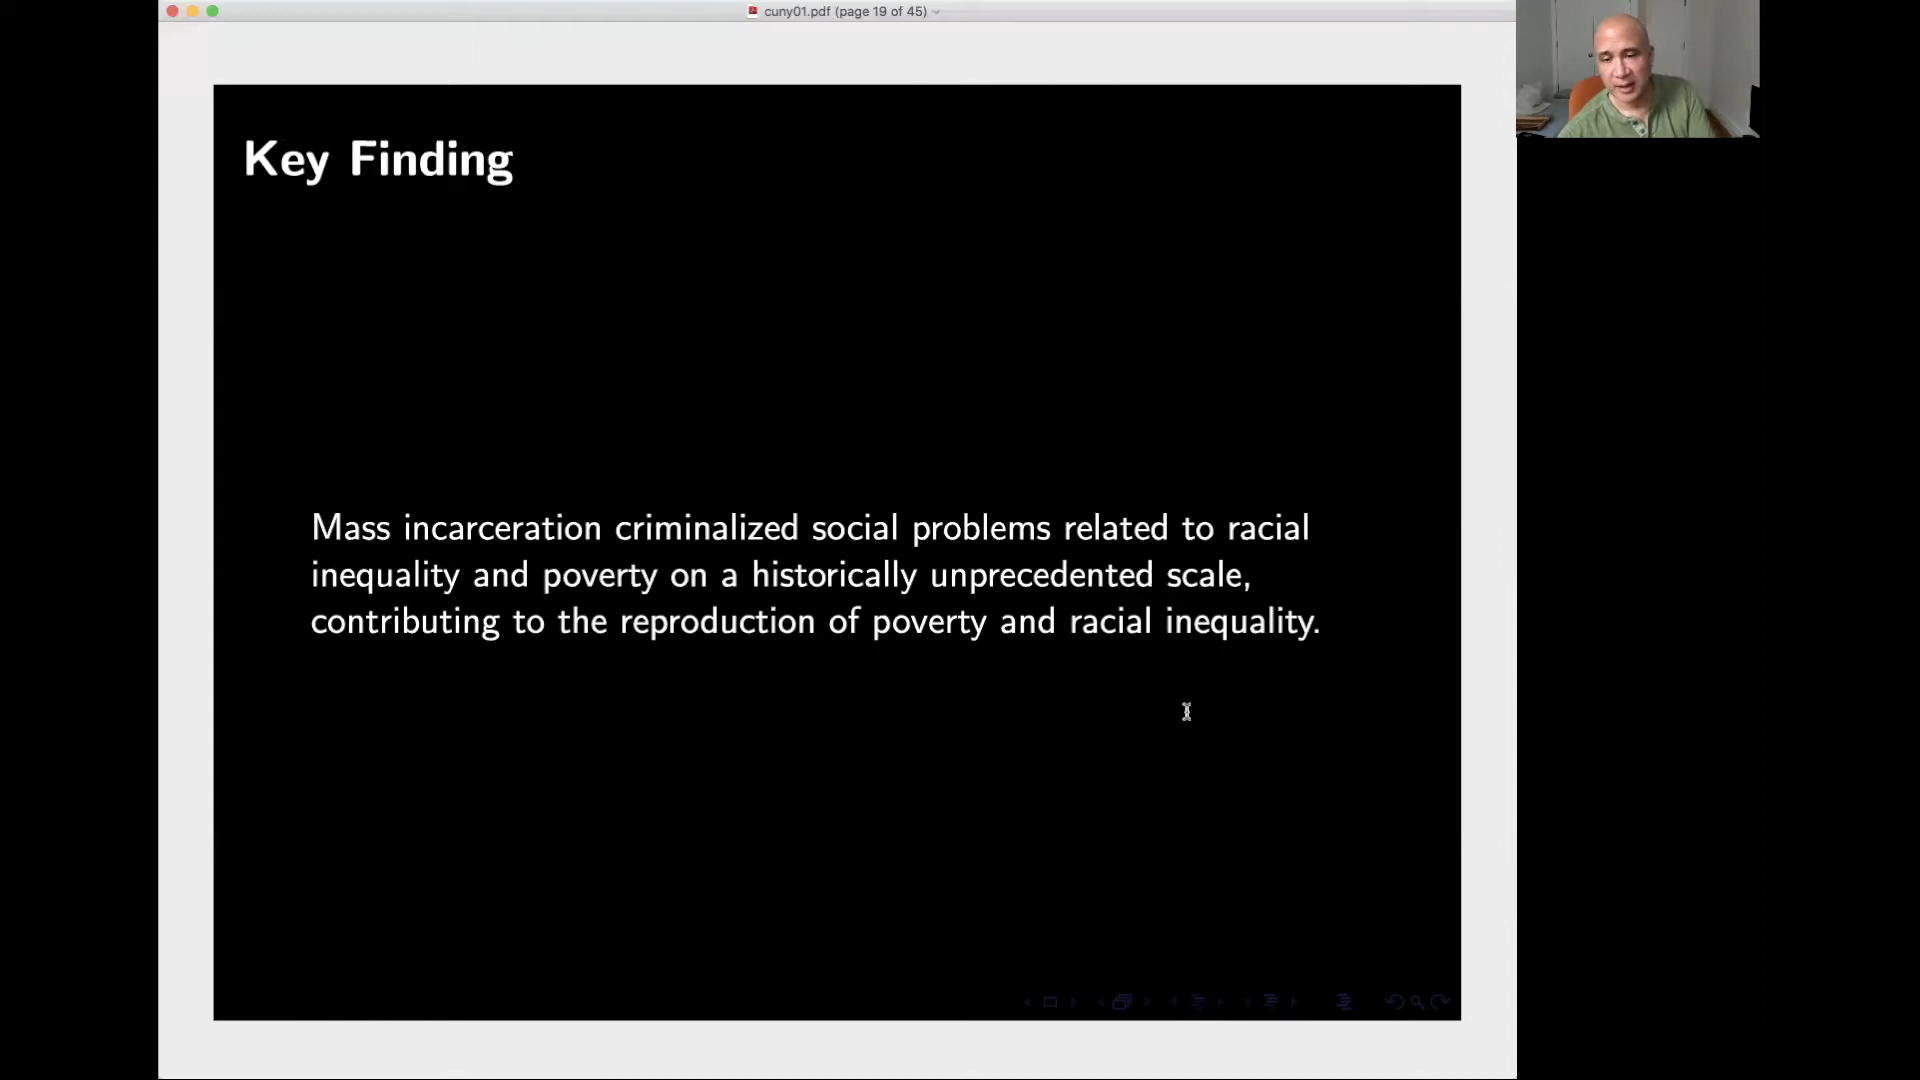 cuny01.pdf (page 19 of 45)
Key Finding
Mass incarceration criminalized social problems related to racial
inequality and poverty on a historically unprecedented scale,
contributing to the reproduction of poverty and racial inequality.